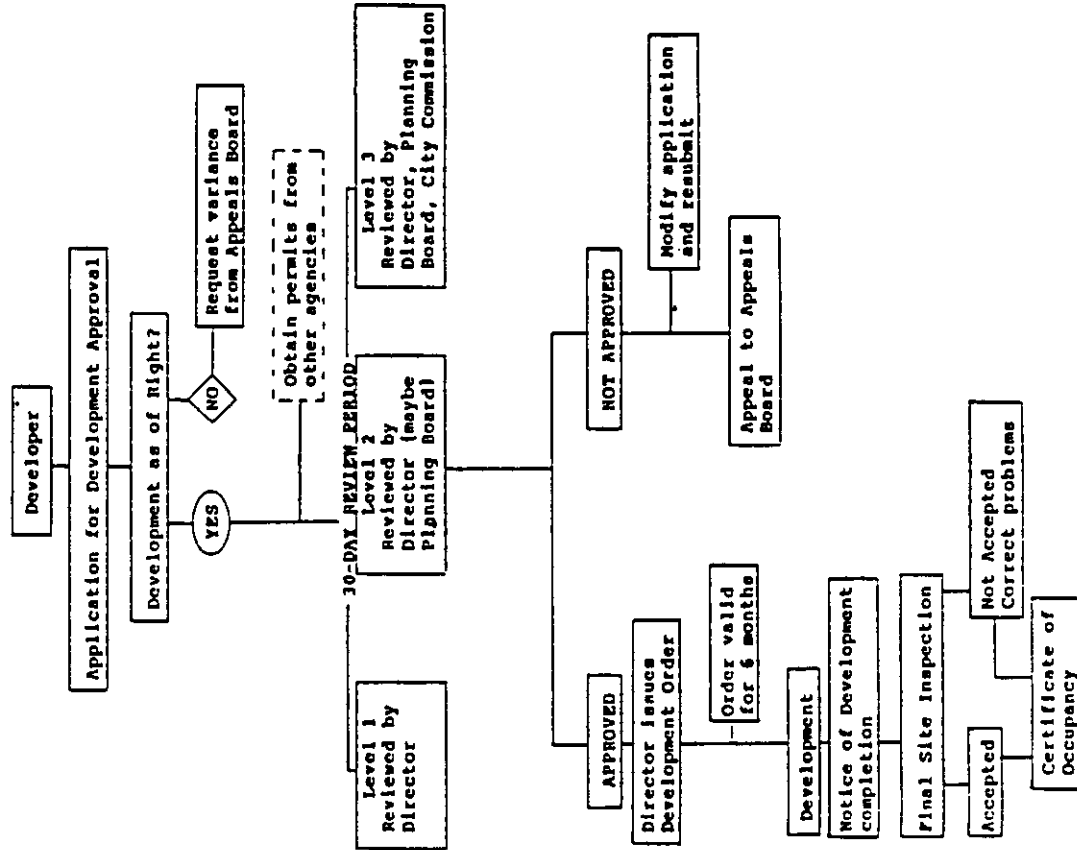 Developer
Application for Development Approval
Development as of Right?
YES
NO
Request variance
from Appeals Board
Obtain permits from
other agencies
30-DAY REVIEW PERIOD
Level 1
Reviewed by
Director
Level 2
Reviewed by
Director (maybe
Planning Board)
Level 3
Reviewed by
Director, Planning
Board, City Commission
APPROVED
NOT APPROVED
Director issues
Development Order
Modify application
and resubmit
Appeal to Appeals
Board
Order valid
for 6 months
Development
Notice of Development
completion
Final Site Inspection
Accepted
Not Accepted
Correct problems
Certificate of
Occupancy